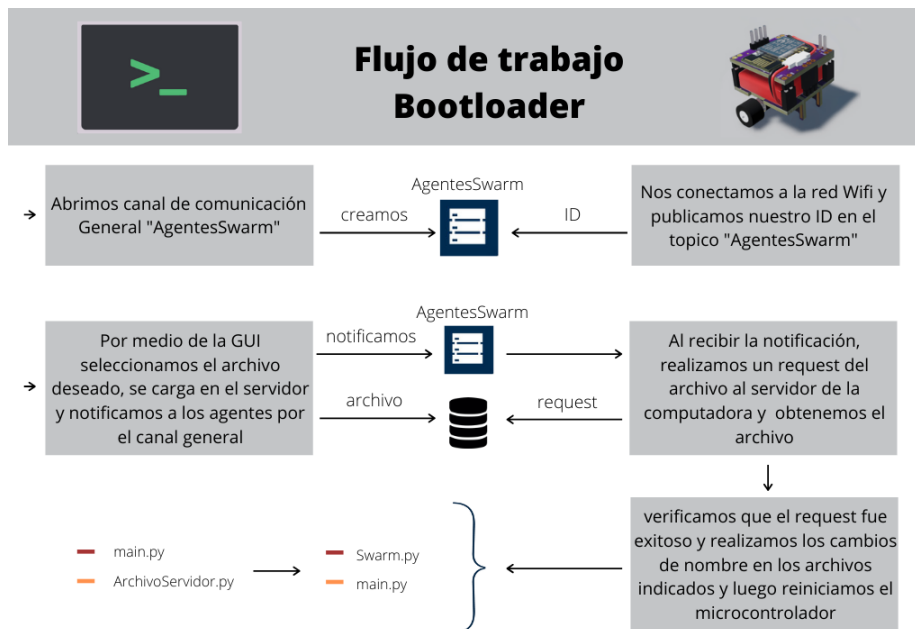 >_
Flujo de trabajo
Bootloader
Abrimos canal de comunicación
General "AgentesSwarm"
creamos
AgentesSwarm
ID
Nos conectamos a la red Wifi y
publicamos nuestro ID en el
topico "AgentesSwarm"
Por medio de la GUI
seleccionamos el archivo
deseado, se carga en el servidor
y notificamos a los agentes por
el canal general
notificamos
AgentesSwarm
archivo
request
Al recibir la notificación,
realizamos un request del
archivo al servidor de la
computadora y obtenemos el
archivo
verificamos que el request fue
exitoso y realizamos los cambios
de nombre en los archivos
indicados y luego reiniciamos el
microcontrolador
main.py
ArchivoServidor.py
Swarm.py
main.py